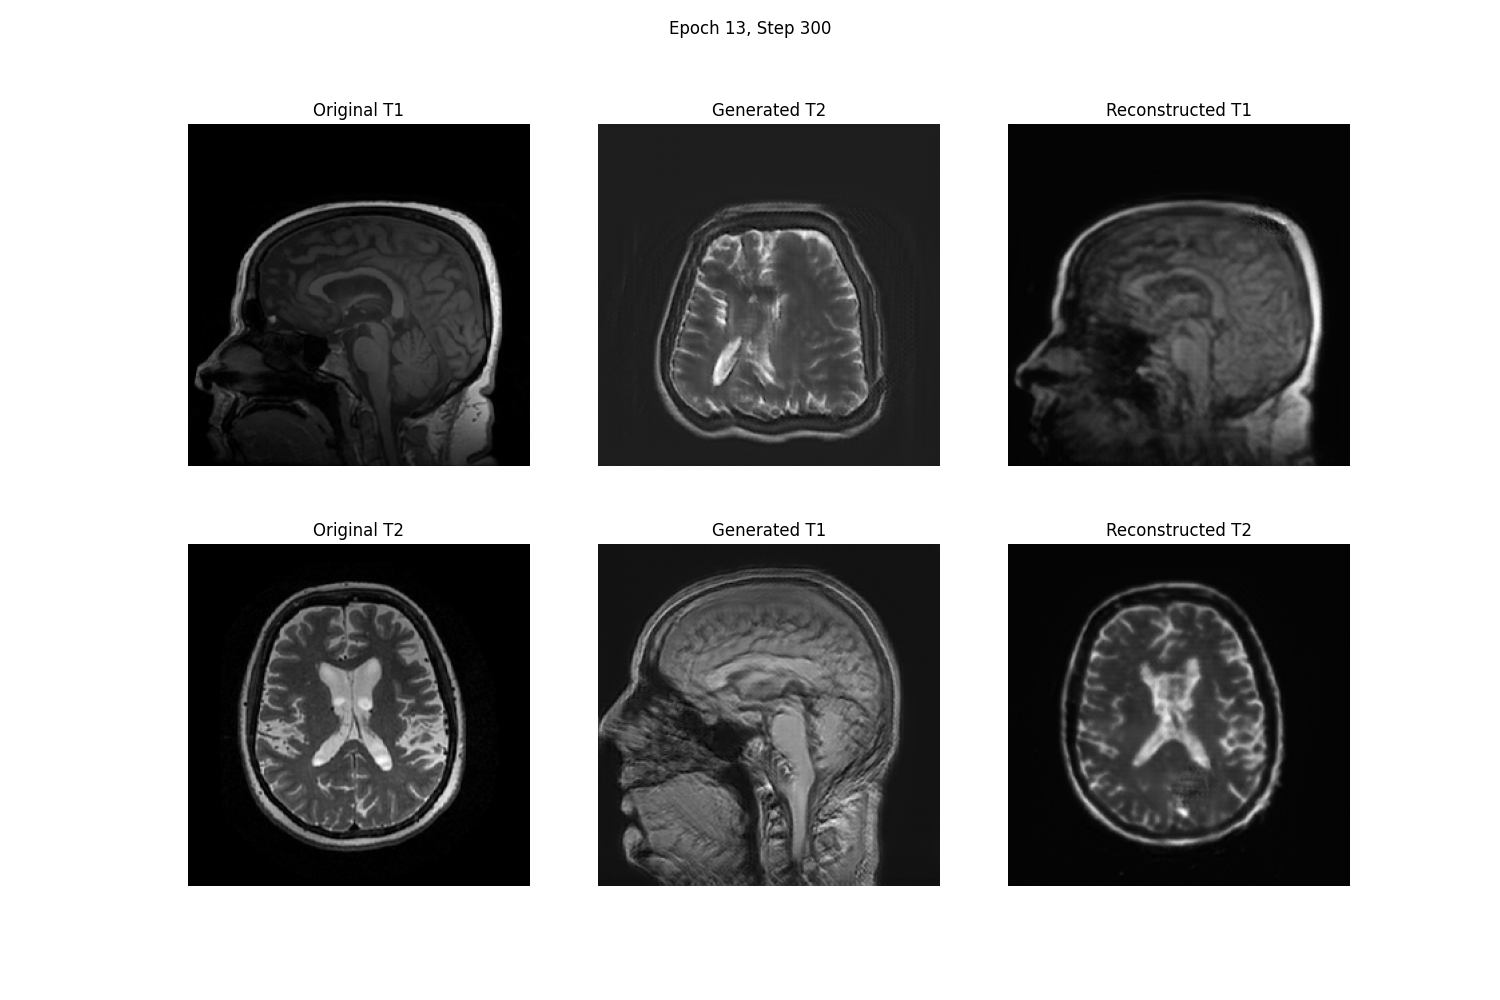 Epoch 13, Step 300
Original T1
Generated T2
Reconstructed T1
Original T2
Generated T1
Reconstructed T2